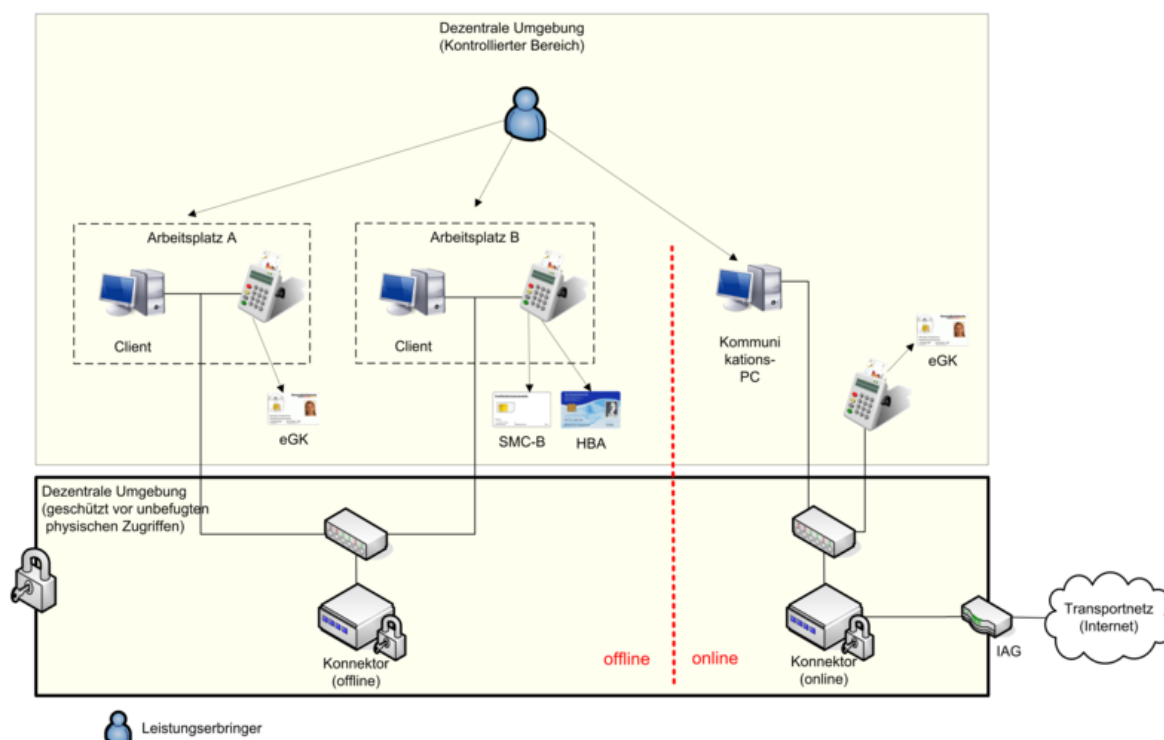 Dezentrale Umgebung
(Kontrollierter Bereich)
Arbeitsplatz A
Arbeitsplatz B
Client
Client
Kommuni
kations-
PC
eGK
eGK
SMC-B
HBA
Dezentrale Umgebung
(geschützt vor unbefugten
physischen Zugriffen)
Konnektor
(offline)
offline
online
Konnektor
(online)
IAG
Transportnetz
(Internet)
Leistungserbringer